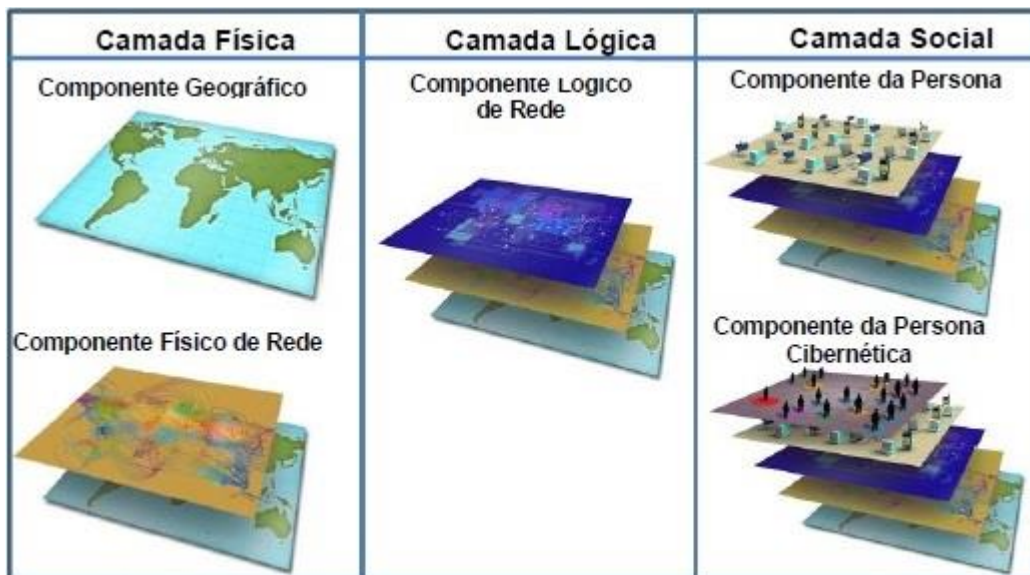 Camada Física
Componente Geográfico
Componente Físico de Rede
Camada Lógica
Componente Lógico
de Rede
Camada Social
Componente da Persona
Componente da Persona
Cibernética